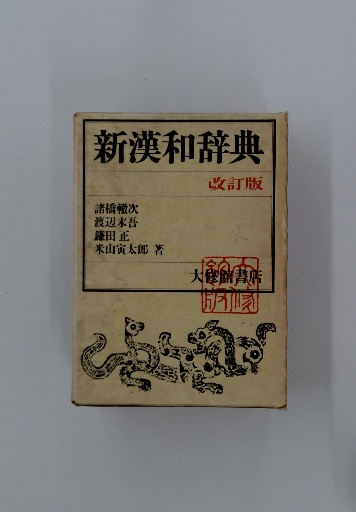 新漢和辞典
改訂版
諸橋轍次
渡辺末吾
鎌田正
米山寅太郎 著
大修館書店